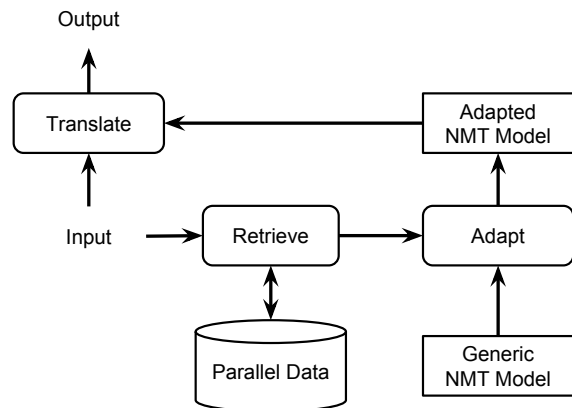 Output
Translate
Adapted
NMT Model
Input
Retrieve
Adapt
Parallel Data
Generic
NMT Model